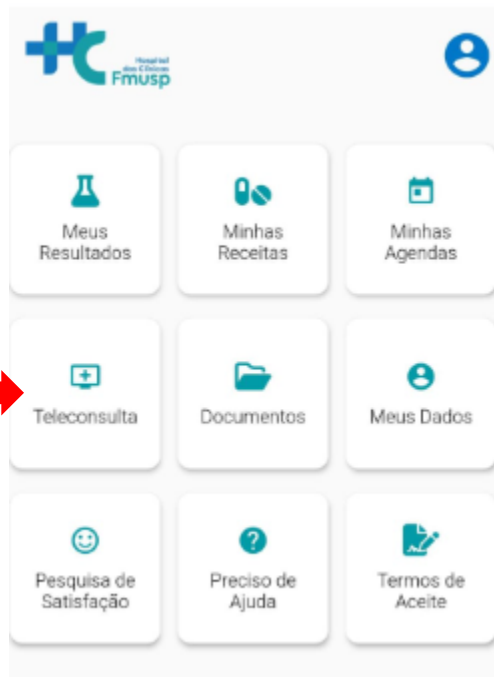 HC
Hospital
das Clínicas
Fmusp
Meus
Resultados
Minhas
Receitas
Minhas
Agendas
Teleconsulta
Documentos
Meus Dados
Pesquisa de
Satisfação
Preciso de
Ajuda
Termos de
Aceite